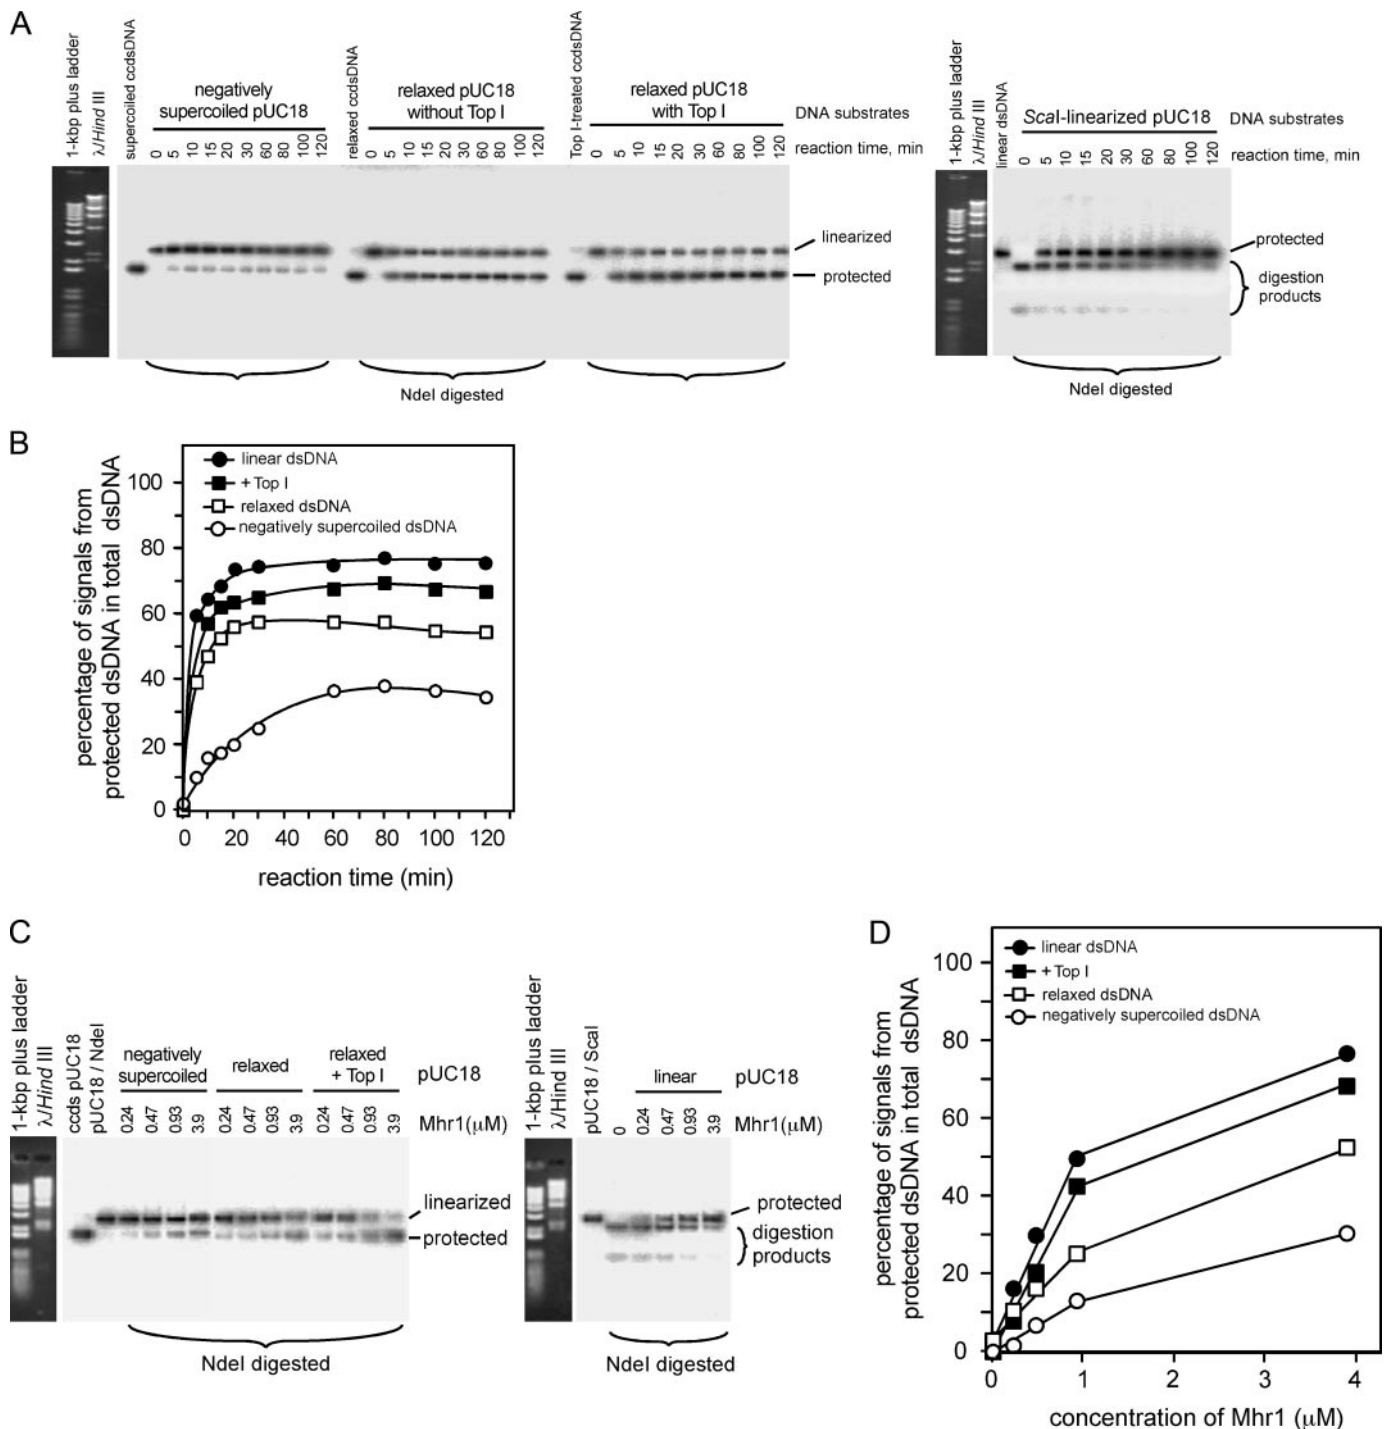 A
1-kbp plus ladder
λ/Hind III
supercoiled ccdsDNA
negatively
supercoiled pUC18
0 5 10 15 20 30 60 80 100 120
relaxed ccdsDNA
relaxed pUC18
without Top I
0 5 10 15 20 30 60 80 100 120
Top I-treated ccdsDNA
relaxed pUC18
with Top I
0 5 10 15 20 30 60 80 100 120
DNA substrates
reaction time, min
linearized
protected
NdeI digested
1-kbp plus ladder
λ/Hind III
linear dsDNA
ScaI-linearized pUC18
0 5 10 15 20 30 60 80 100 120
DNA substrates
reaction time, min
protected
digestion
products
NdeI digested
B
percentage of signals from
protected dsDNA in total dsDNA
100
80
60
40
20
0
linear dsDNA
+ Top I
relaxed dsDNA
negatively supercoiled dsDNA
0 20 40 60 80 100 120
reaction time (min)
C
1-kbp plus ladder
λ/Hind III
ccds pUC18
pUC18 / NdeI
negatively
supercoiled
relaxed
relaxed
+ Top I
pUC18
0.24 0.47 0.93 3.9 0.24 0.47 0.93 3.9 0.24 0.47 0.93 3.9
Mhr1(μM)
linearized
protected
NdeI digested
1-kbp plus ladder
λ/Hind III
pUC18 / ScaI
linear
pUC18
0 0.24 0.47 0.93 3.9
Mhr1(μM)
protected
digestion
products
NdeI digested
D
percentage of signals from
protected dsDNA in total dsDNA
100
80
60
40
20
0
linear dsDNA
+ Top I
relaxed dsDNA
negatively supercoiled dsDNA
0 1 2 3 4
concentration of Mhr1 (μM)